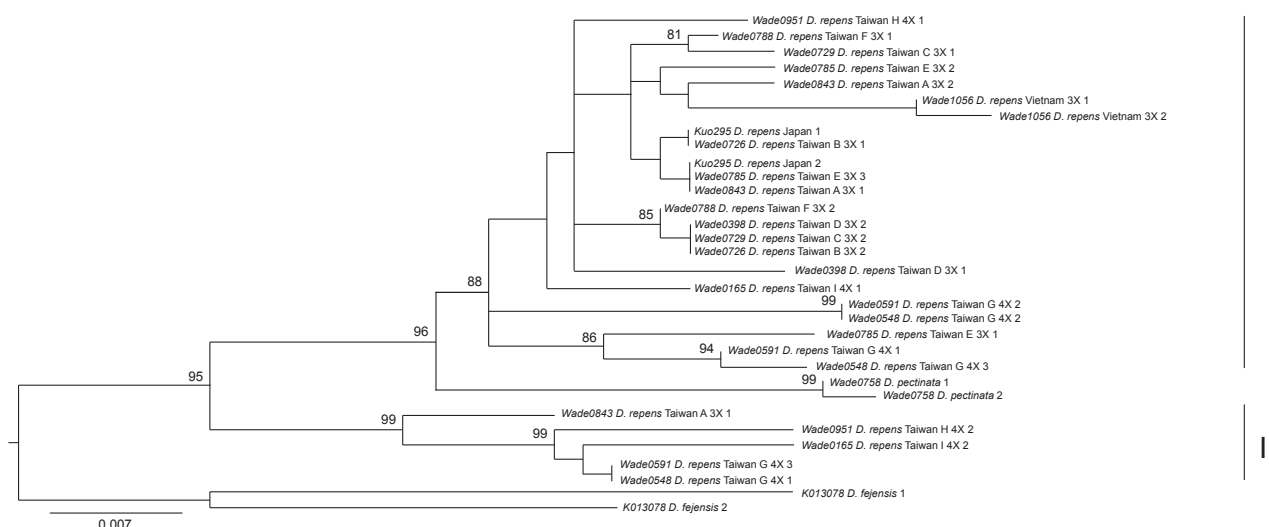 Wade0951 D. repens Taiwan H 4X 1
81
Wade0788 D. repens Taiwan F 3X 1
Wade0729 D. repens Taiwan C 3X 1
Wade0785 D. repens Taiwan E 3X 2
Wade0843 D. repens Taiwan A 3X 2
Wade1056 D. repens Vietnam 3X 1
Wade1056 D. repens Vietnam 3X 2
Kuo295 D. repens Japan 1
Wade0726 D. repens Taiwan B 3X 1
Kuo295 D. repens Japan 2
Wade0785 D. repens Taiwan E 3X 3
Wade0843 D. repens Taiwan A 3X 1
85
Wade0788 D. repens Taiwan F 3X 2
Wade0398 D. repens Taiwan D 3X 2
Wade0729 D. repens Taiwan C 3X 2
Wade0726 D. repens Taiwan B 3X 2
Wade0398 D. repens Taiwan D 3X 1
88
Wade0165 D. repens Taiwan I 4X 1
99
Wade0591 D. repens Taiwan G 4X 2
Wade0548 D. repens Taiwan G 4X 2
96
86
Wade0785 D. repens Taiwan E 3X 1
94
Wade0591 D. repens Taiwan G 4X 1
Wade0548 D. repens Taiwan G 4X 3
95
99
Wade0758 D. pectinata 1
Wade0758 D. pectinata 2
99
Wade0843 D. repens Taiwan A 3X 1
99
Wade0951 D. repens Taiwan H 4X 2
Wade0165 D. repens Taiwan I 4X 2
I
Wade0591 D. repens Taiwan G 4X 3
Wade0548 D. repens Taiwan G 4X 1
K013078 D. fejensis 1
K013078 D. fejensis 2
0.007